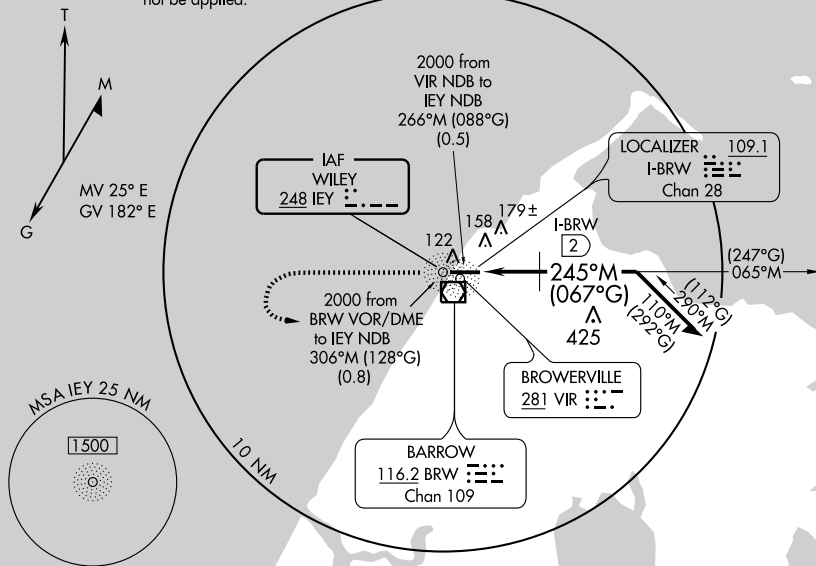 not be applied.
T
M
MV 25° E
GV 182° E
G
2000 from
VIR NDB to
IEY NDB
266°M (088°G)
(0.5)
IAF
WILEY
248 IEY
LOCALIZER 109.1
I-BRW
Chan 28
122
158
179±
I-BRW
2
245°M
(067°G)
(247°G)
065°M
(112°G)
290°M
110°M
(292°G)
425
2000 from
BRW VOR/DME
to IEY NDB
306°M (128°G)
(0.8)
BROWERVILLE
281 VIR
BARROW
116.2 BRW
Chan 109
MSA IEY 25 NM
1500
10 NM